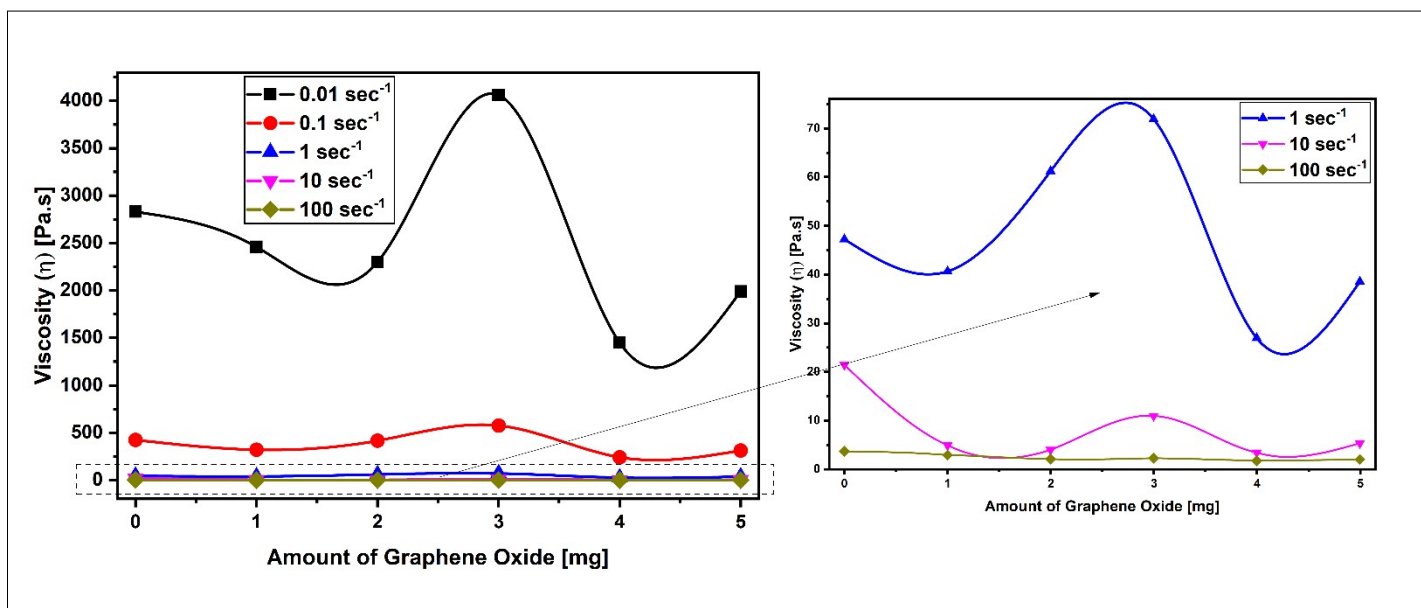 4000
3500
3000
2500
2000
1500
1000
500
0
Viscosity (η) [Pa.s]
0.01 sec⁻¹
0.1 sec⁻¹
1 sec⁻¹
10 sec⁻¹
100 sec⁻¹
0 1 2 3 4 5
Amount of Graphene Oxide [mg]
70
60
50
40
30
20
10
0
Viscosity (η) [Pa.s]
1 sec⁻¹
10 sec⁻¹
100 sec⁻¹
0 1 2 3 4 5
Amount of Graphene Oxide [mg]